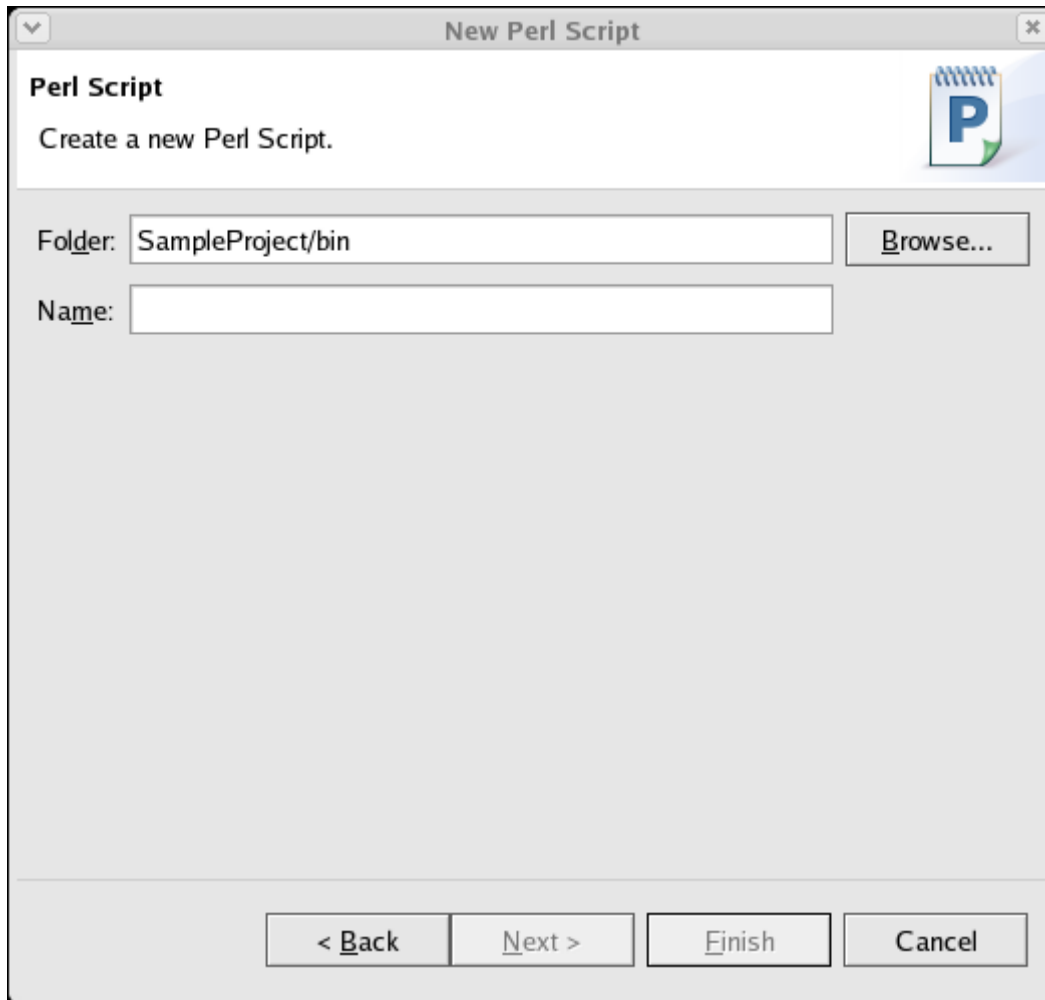 New Perl Script
Perl Script
Create a new Perl Script.
P
Folder: SampleProject/bin Browse...
Name:
< Back Next > Finish Cancel